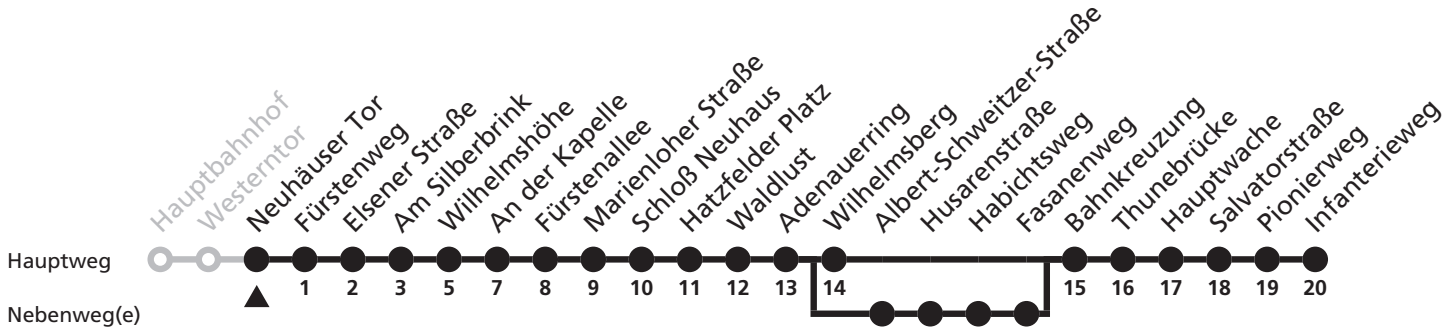 Hauptbahnhof
Westerntor
Neuhäuser Tor
Fürstenweg
Elsener Straße
Am Silberbrink
Wilhelmshöhe
An der Kapelle
Fürstenallee
Marienloher Straße
Schloß Neuhaus
Hatzfelder Platz
Waldlust
Adenauerring
Wilhelmsberg
Albert-Schweitzer-Straße
Husarenstraße
Habichtsweg
Fasanenweg
Bahnkreuzung
Thunebrücke
Hauptwache
Salvatorstraße
Pionierweg
Infanterieweg
Hauptweg
1 2 3 5 7 8 9 10 11 12 13 14 15 16 17 18 19 20
Nebenweg(e)